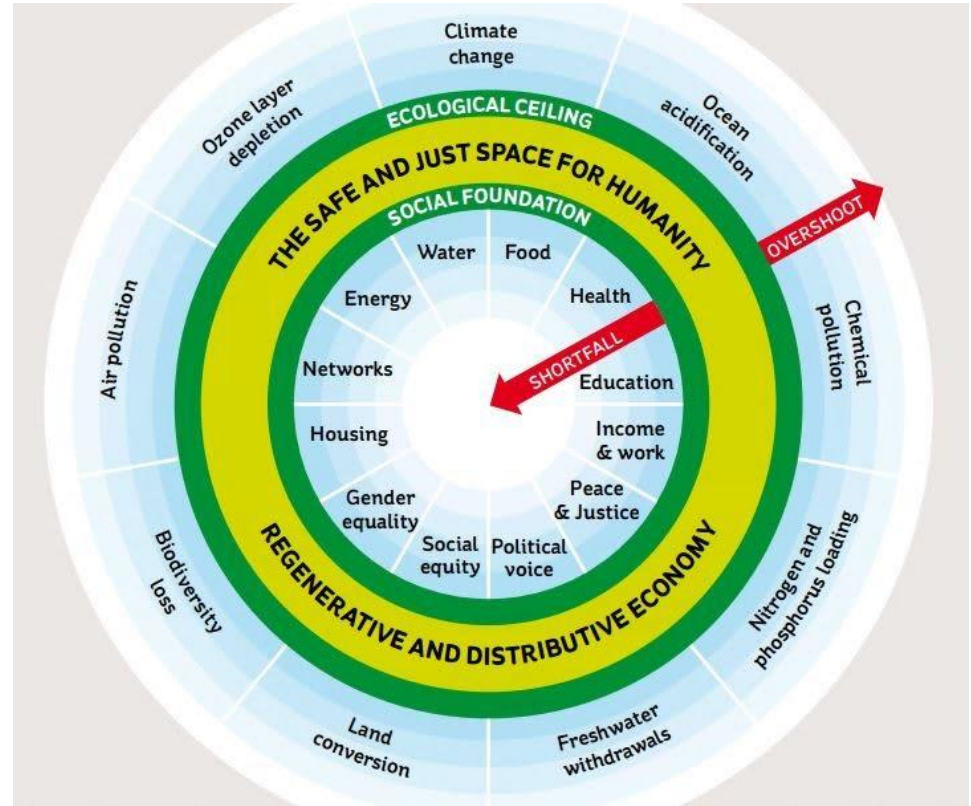 Climate
change
Ocean
acidification
Chemical
pollution
Nitrogen and
phosphorus loading
Freshwater
withdrawals
Land
conversion
Biodiversity
loss
Air pollution
Ozone layer
depletion
ECOLOGICAL CEILING
THE SAFE AND JUST SPACE FOR HUMANITY
SOCIAL FOUNDATION
OVERSHOOT
SHORTFALL
Water
Food
Health
Education
Income
& work
Peace
& Justice
Political
voice
Social
equity
Gender
equality
Housing
Networks
Energy
REGENERATIVE AND DISTRIBUTIVE ECONOMY